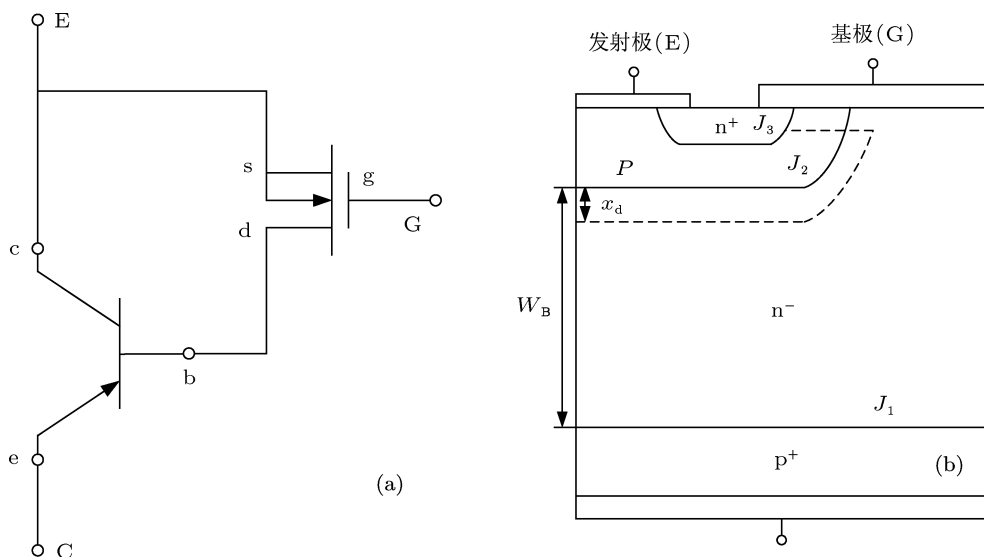 E
s
g
d
G
c
b
e
(a)
C
发射极(E)
基极(G)
n⁺
J₃
P
J₂
x_d
W_B
n⁻
J₁
p⁺
(b)